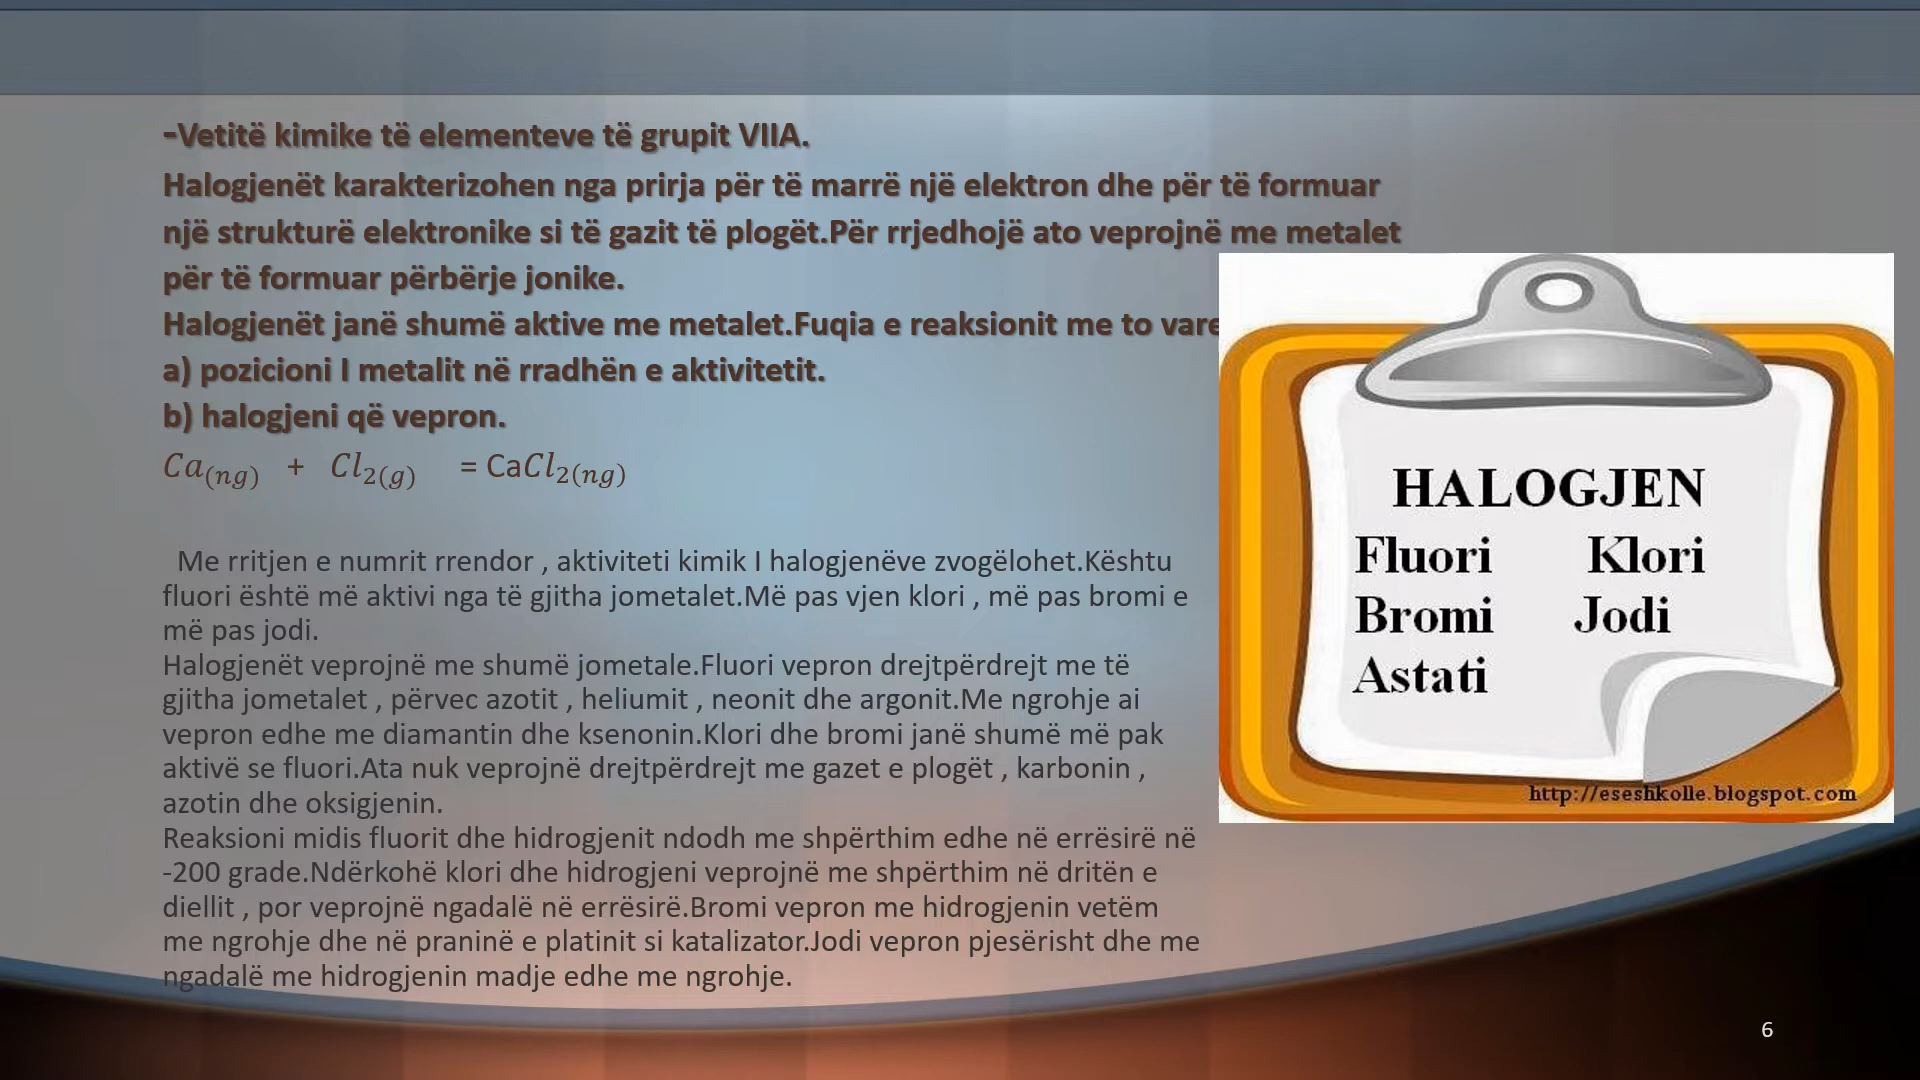 -Vetitë kimike të elementeve të grupit VIIA.
Halogjenët karakterizohen nga prirja për të marrë një elektron dhe për të formuar
një strukturë elektronike si të gazit të plogët.Për rrjedhojë ato veprojnë me metalet
për të formuar përbërje jonike.
Halogjenët janë shumë aktive me metalet.Fuqia e reaksionit me to
a) pozicioni I metalit në rradhën e aktivitetit.
b) halogjeni që vepron.
Ca(ng) + Cl2(g) = CaCl2(ng)
Me rritjen e numrit rrendor , aktiviteti kimik I halogjenëve zvogëlohet.Kështu
fluori është më aktivi nga të gjitha jometalet.Më pas vjen klori , më pas bromi e
më pas jodi.
Halogjenët veprojnë me shumë jometale.Fluori vepron drejtpërdrejt me të
gjitha jometalet , përvec azotit , heliumit , neonit dhe argonit.Me ngrohje ai
vepron edhe me diamantin dhe ksenonin.Klori dhe bromi janë shumë më pak
aktivë se fluori.Ata nuk veprojnë drejtpërdrejt me gazet e plogët , karbonin ,
azotin dhe oksigjenin.
Reaksioni midis fluorit dhe hidrogjenit ndodh me shpërthim edhe në errësirë në
-200 grade.Ndërkohë klori dhe hidrogjeni veprojnë me shpërthim në dritën e
diellit , por veprojnë ngadalë në errësirë.Bromi vepron me hidrogjenin vetëm
me ngrohje dhe në praninë e platinit si katalizator.Jodi vepron pjesërisht dhe me
ngadalë me hidrogjenin madje edhe me ngrohje.
HALOGJEN
Fluori Klori
Bromi Jodi
Astati
http://eseshkolle.blogspot.com
6